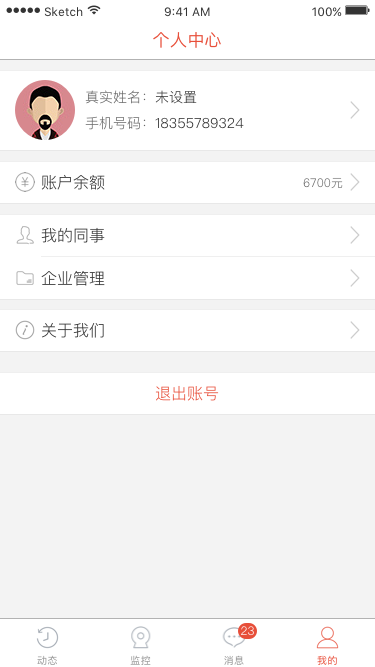 Sketch 9:41 AM 100%
个人中心
真实姓名：未设置
手机号码：18355789324
¥ 账户余额 6700元
我的同事
企业管理
关于我们
退出账号
23
动态 监控 消息 我的